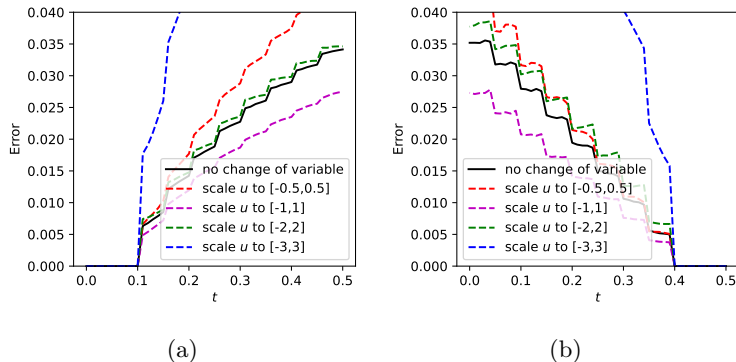 0.040
0.035
0.030
0.025
0.020
0.015
0.010
0.005
0.000
Error
0.0 0.1 0.2 0.3 0.4 0.5
t
no change of variable
scale u to [-0.5,0.5]
scale u to [-1,1]
scale u to [-2,2]
scale u to [-3,3]
(a)
0.040
0.035
0.030
0.025
0.020
0.015
0.010
0.005
0.000
Error
0.0 0.1 0.2 0.3 0.4 0.5
t
no change of variable
scale u to [-0.5,0.5]
scale u to [-1,1]
scale u to [-2,2]
scale u to [-3,3]
(b)